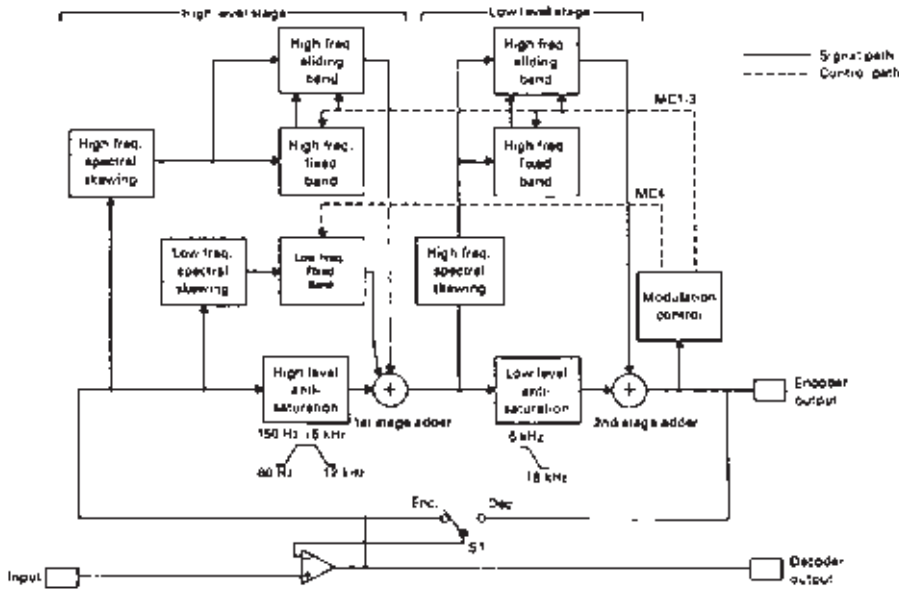 High level stage
Low level stage
High freq.
sliding
band
High freq.
sliding
band
Signal path
Control path
MC1-3
High freq.
spectral
skewing
High freq.
fixed
band
High freq.
fixed
band
MC4
Low freq.
spectral
skewing
Low freq.
fixed
band
High freq.
spectral
skewing
Modulation
control
High level
anti-
saturation
+
Low level
anti-
saturation
+
Encoder
output
1st stage adder
2nd stage adder
150 Hz
6 kHz
80 Hz
12 kHz
6 kHz
18 kHz
Enc.
Dec
S1
Input
+
Decoder
output